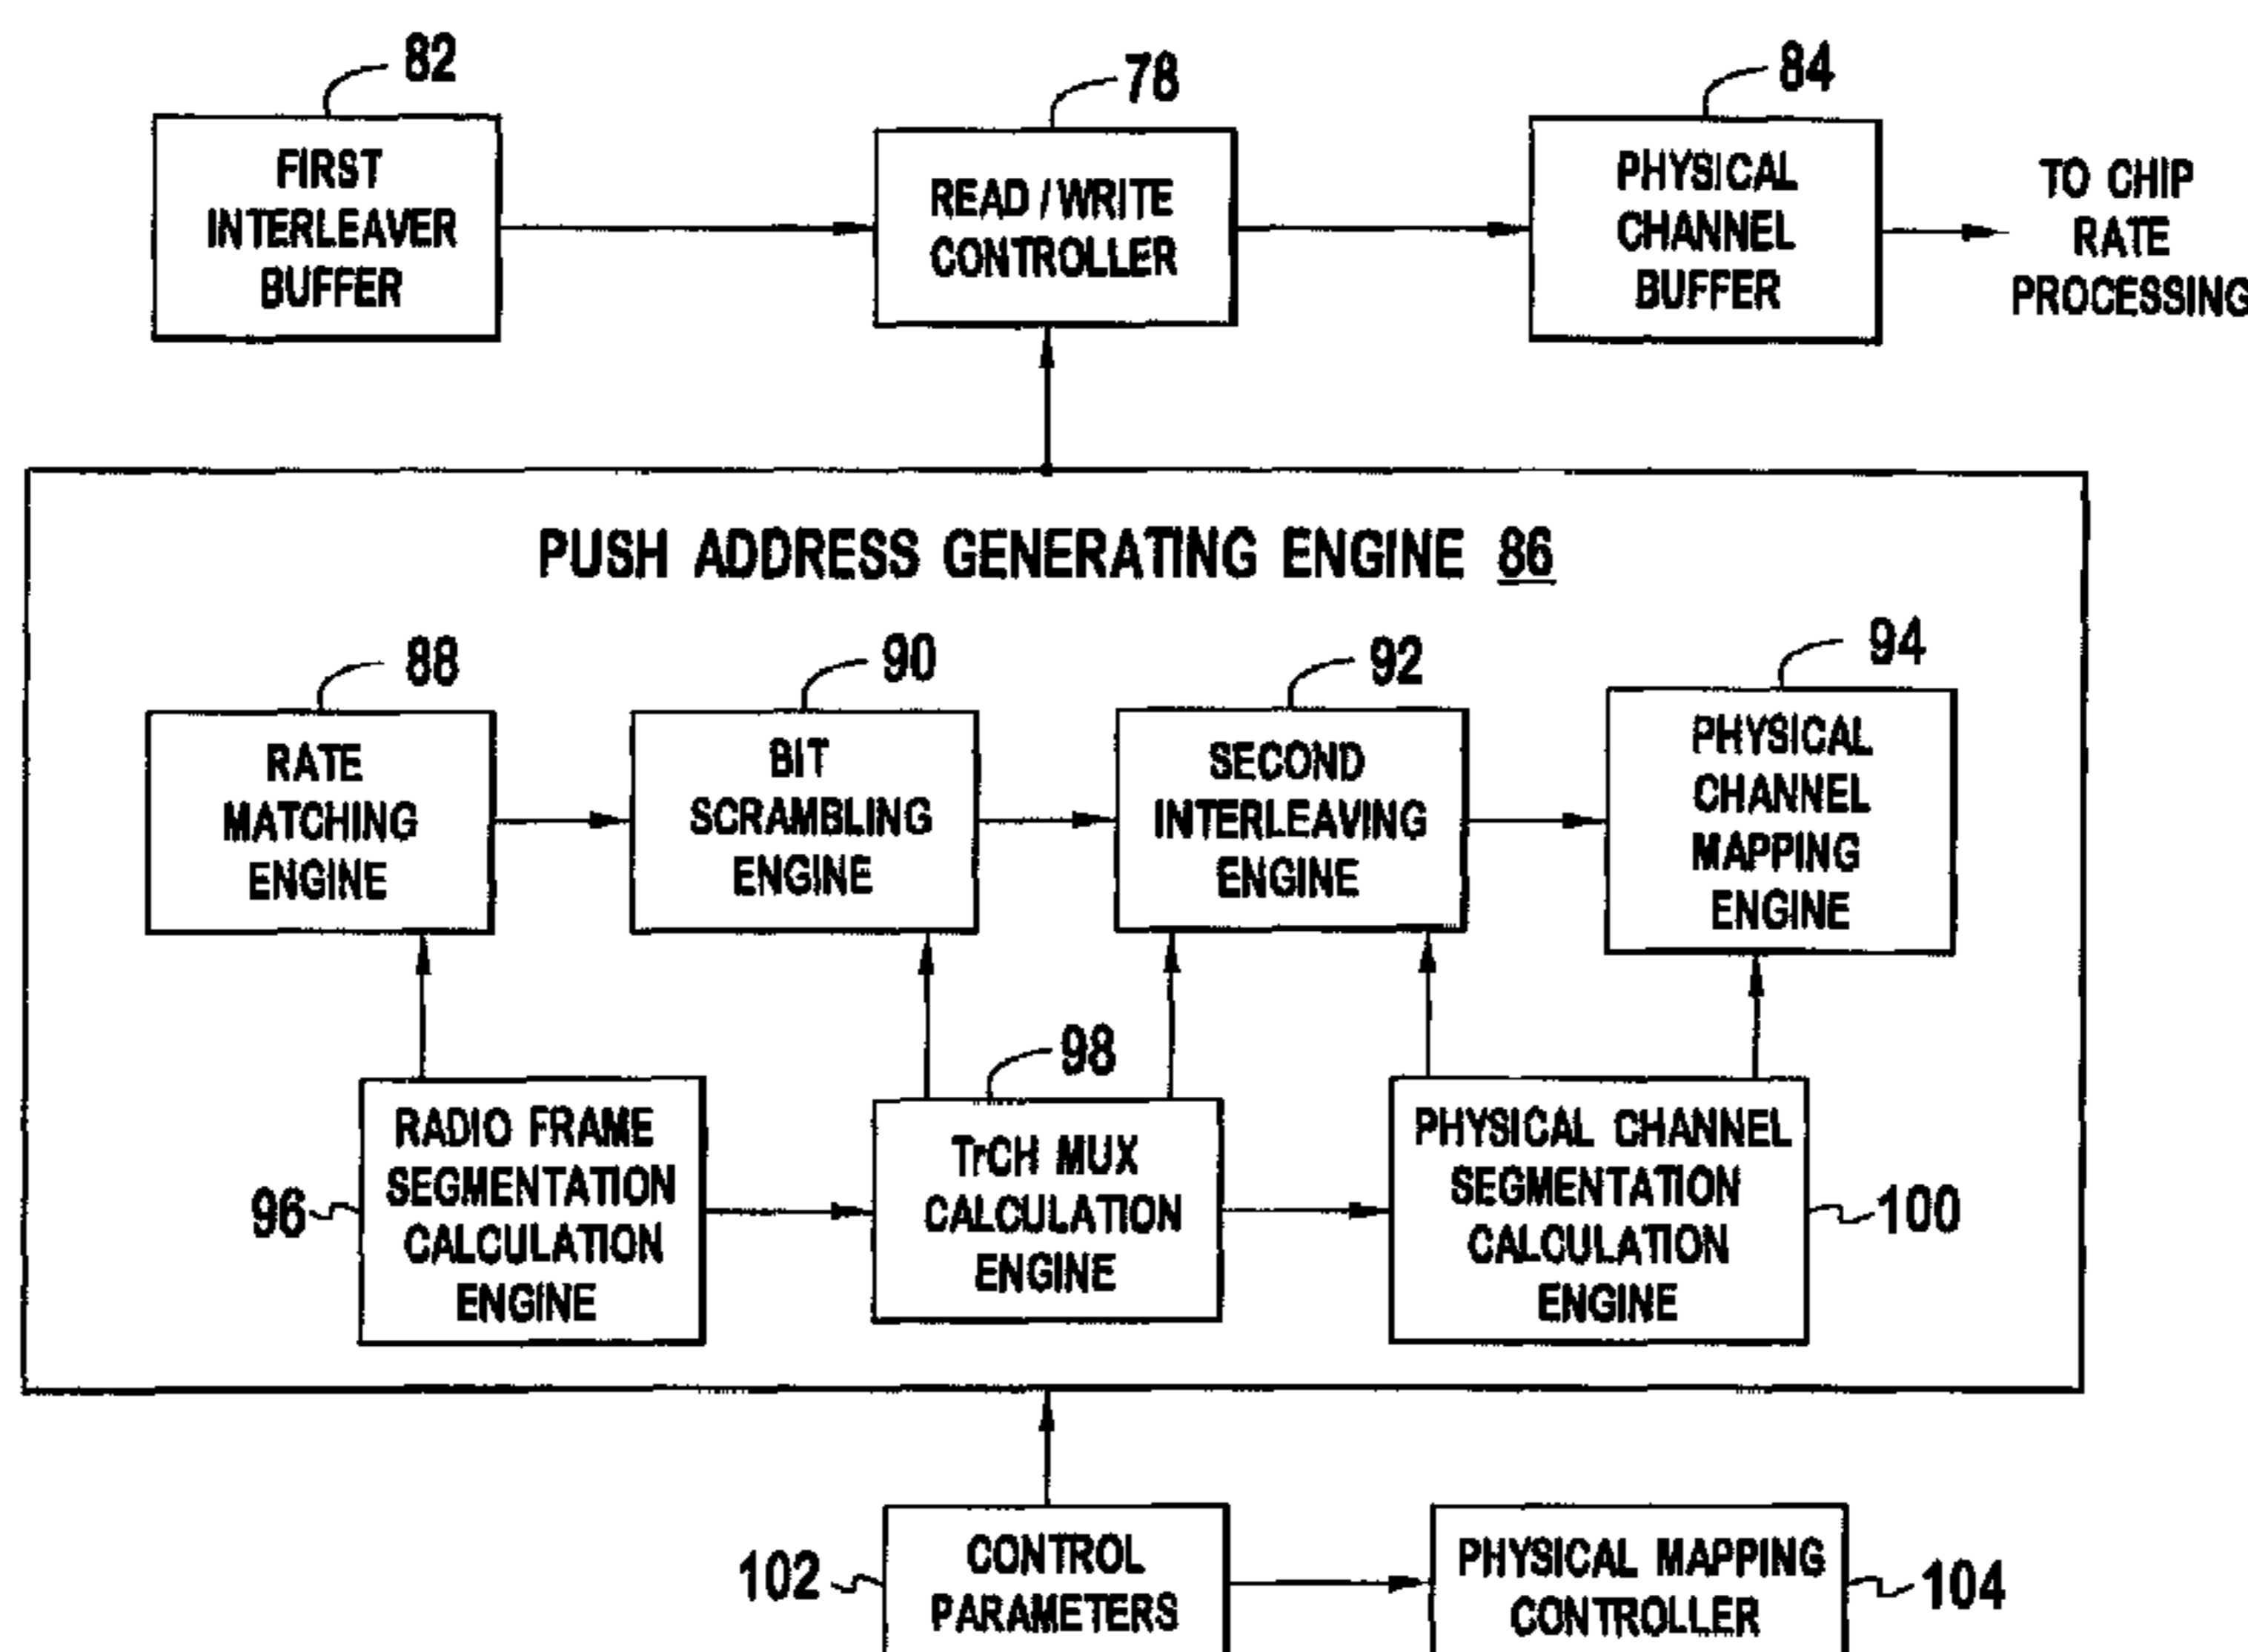 82
FIRST
INTERLEAVER
BUFFER
78
READ / WRITE
CONTROLLER
84
PHYSICAL
CHANNEL
BUFFER
TO CHIP
RATE
PROCESSING
PUSH ADDRESS GENERATING ENGINE 86
88
RATE
MATCHING
ENGINE
90
BIT
SCRAMBLING
ENGINE
92
SECOND
INTERLEAVING
ENGINE
94
PHYSICAL
CHANNEL
MAPPING
ENGINE
96
RADIO FRAME
SEGMENTATION
CALCULATION
ENGINE
98
TrCH MUX
CALCULATION
ENGINE
PHYSICAL CHANNEL
SEGMENTATION
CALCULATION
ENGINE
100
102
CONTROL
PARAMETERS
PHYSICAL MAPPING
CONTROLLER
104